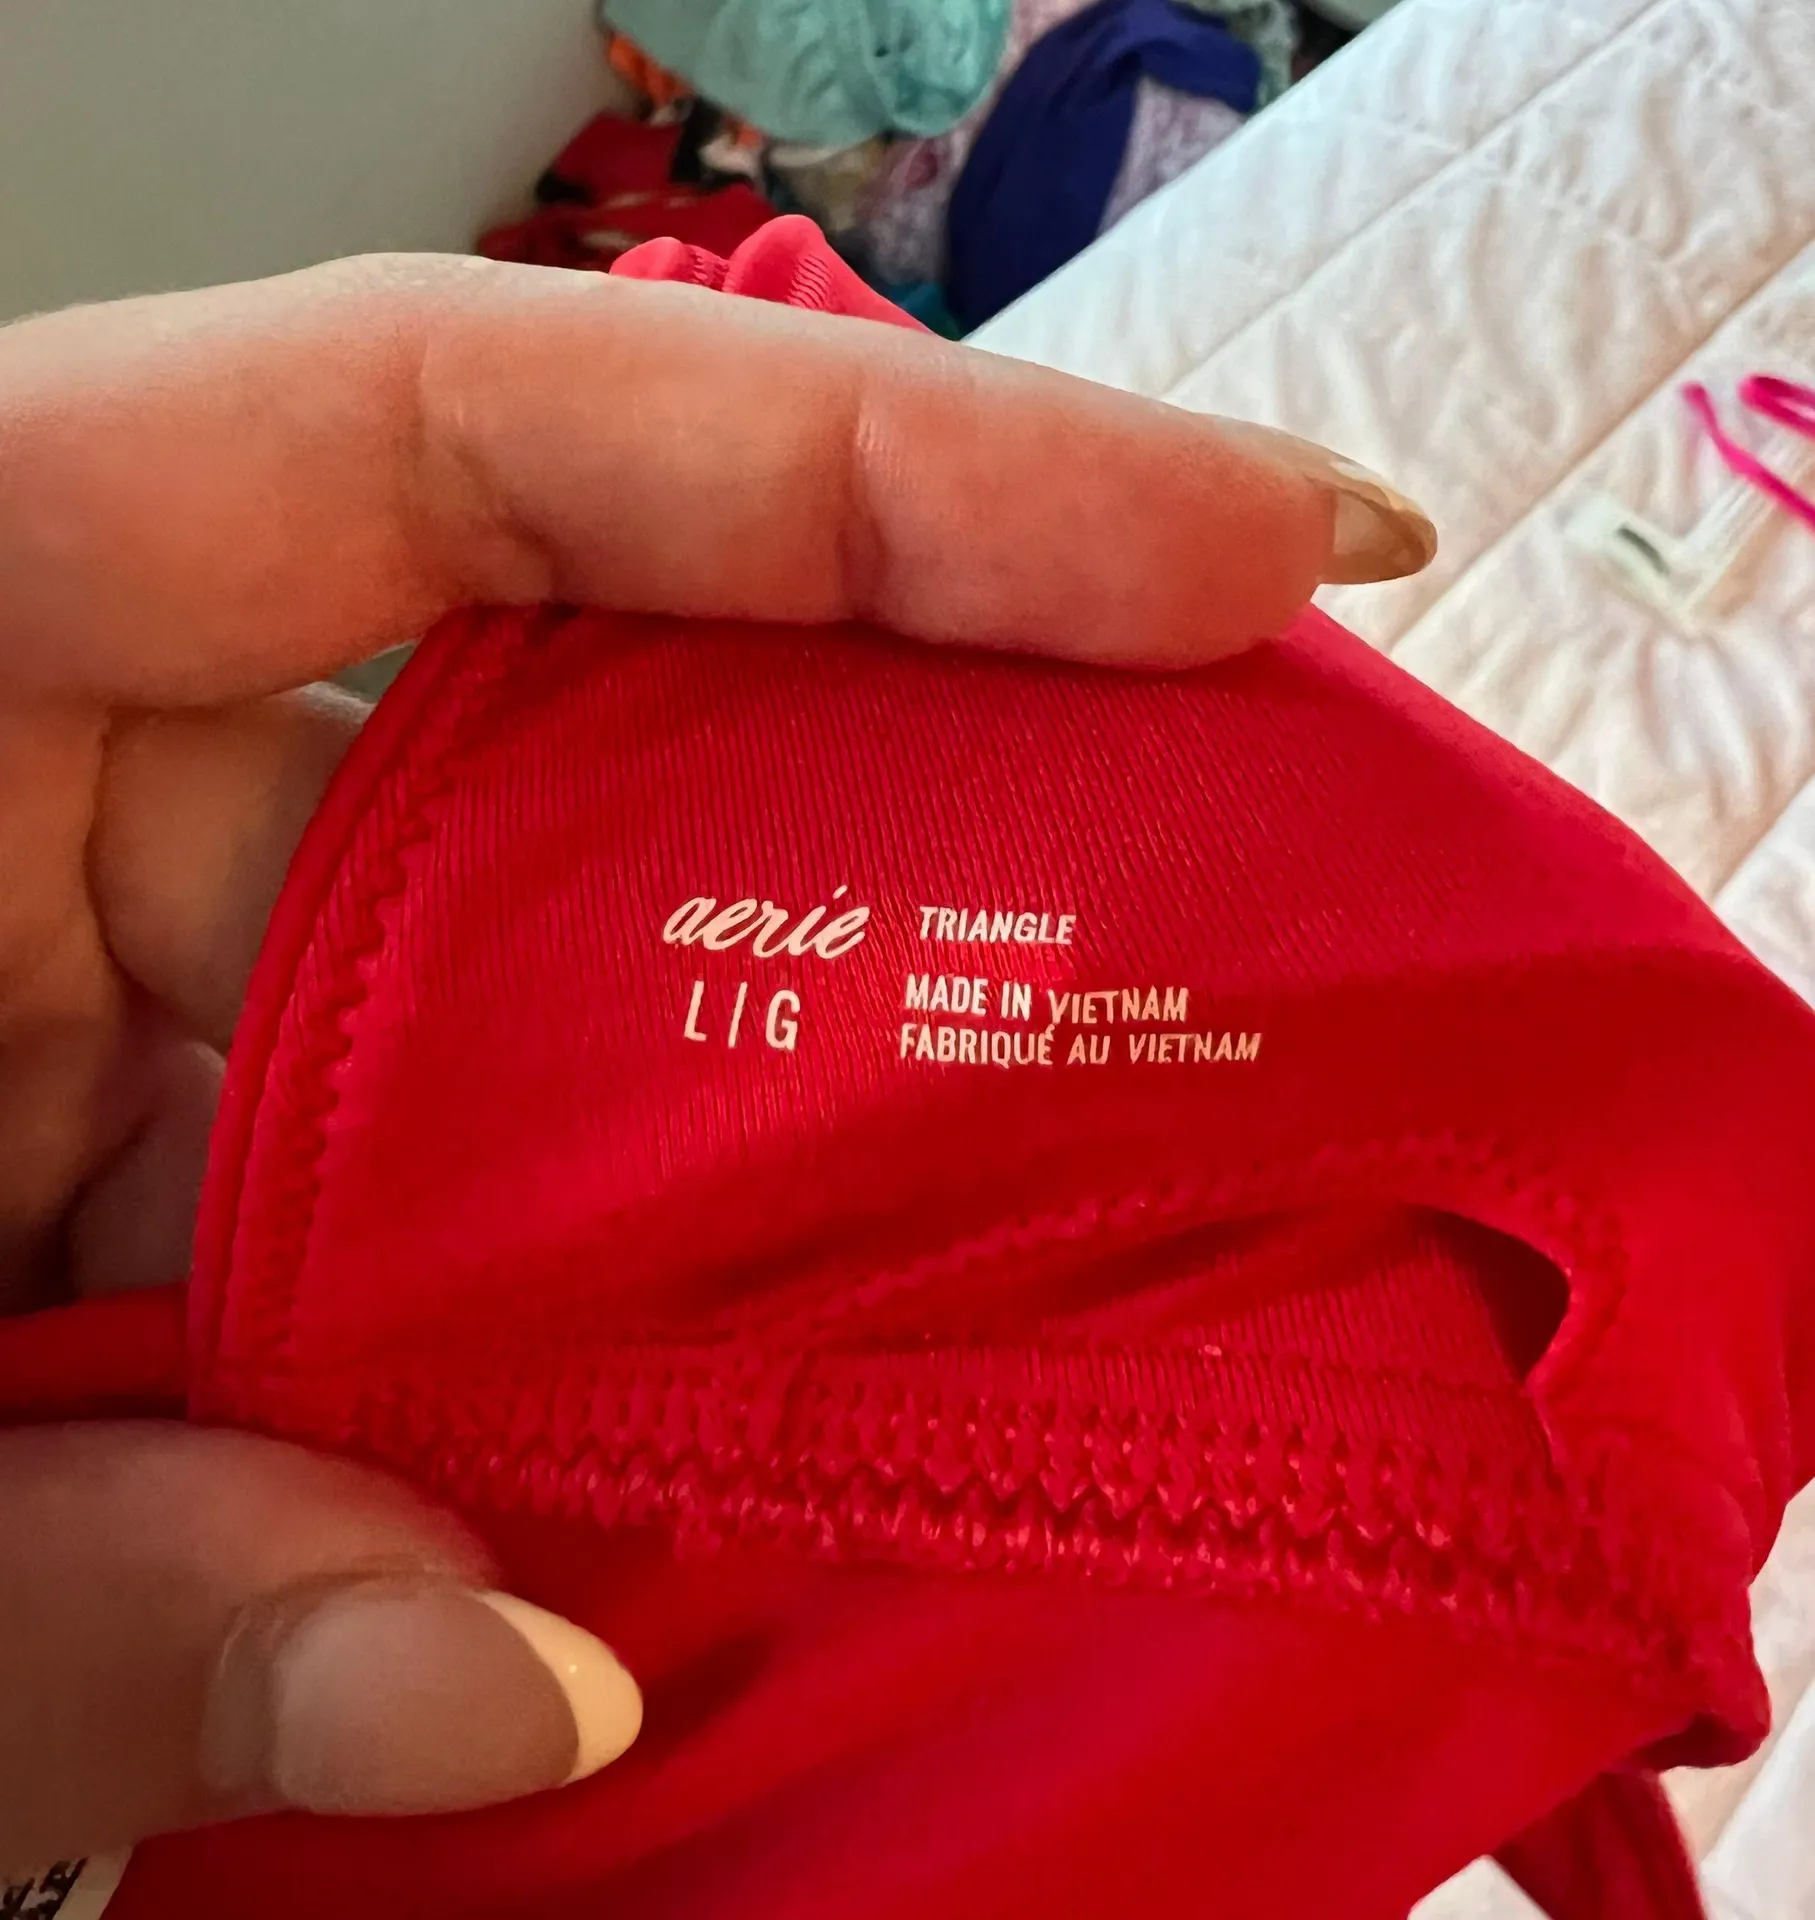 aerie TRIANGLE
L | G
MADE IN VIETNAM
FABRIQUÉ AU VIETNAM